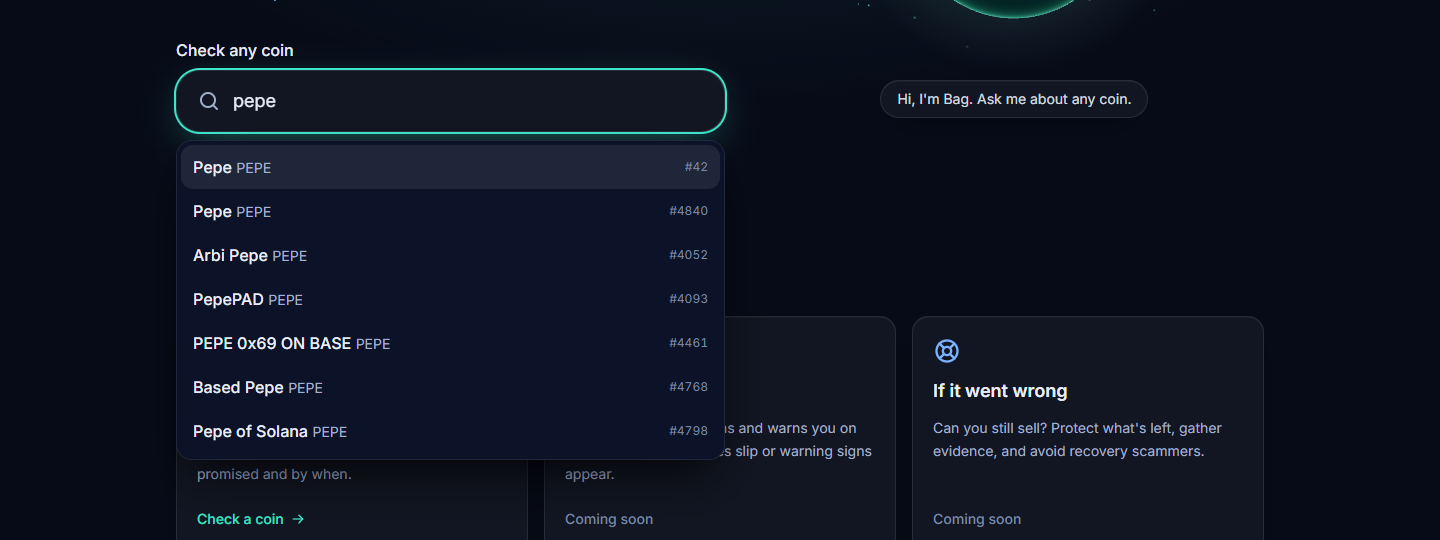 Check any coin
pepe
Hi, I'm Bag. Ask me about any coin.
Pepe PEPE #42
Pepe PEPE #4840
Arbi Pepe PEPE #4052
PepePAD PEPE #4093
PEPE 0x69 ON BASE PEPE #4461
Based Pepe PEPE #4768
Pepe of Solana PEPE #4798
promised and by when.
Check a coin →
and warns you on
slip or warning signs
appear.
Coming soon
If it went wrong
Can you still sell? Protect what's left, gather
evidence, and avoid recovery scammers.
Coming soon